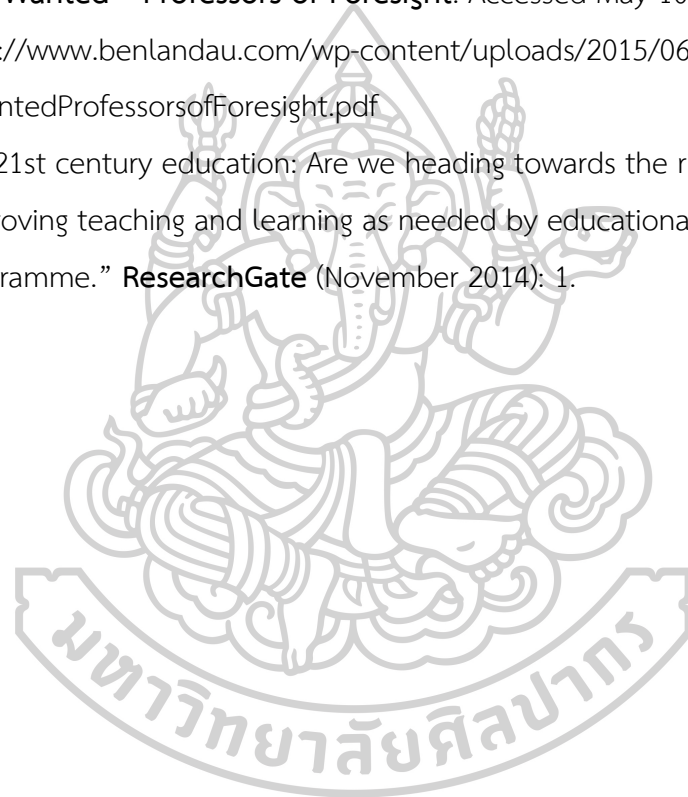 Professors of Foresight. Accessed May 10
://www.benlandau.com/wp-content/uploads/2015/06
ntedProfessorsofForesight.pdf
21st century education: Are we heading towards the r
oving teaching and learning as needed by educationa
ramme.” ResearchGate (November 2014): 1.
มหาวิทยาลัยศิลปากร